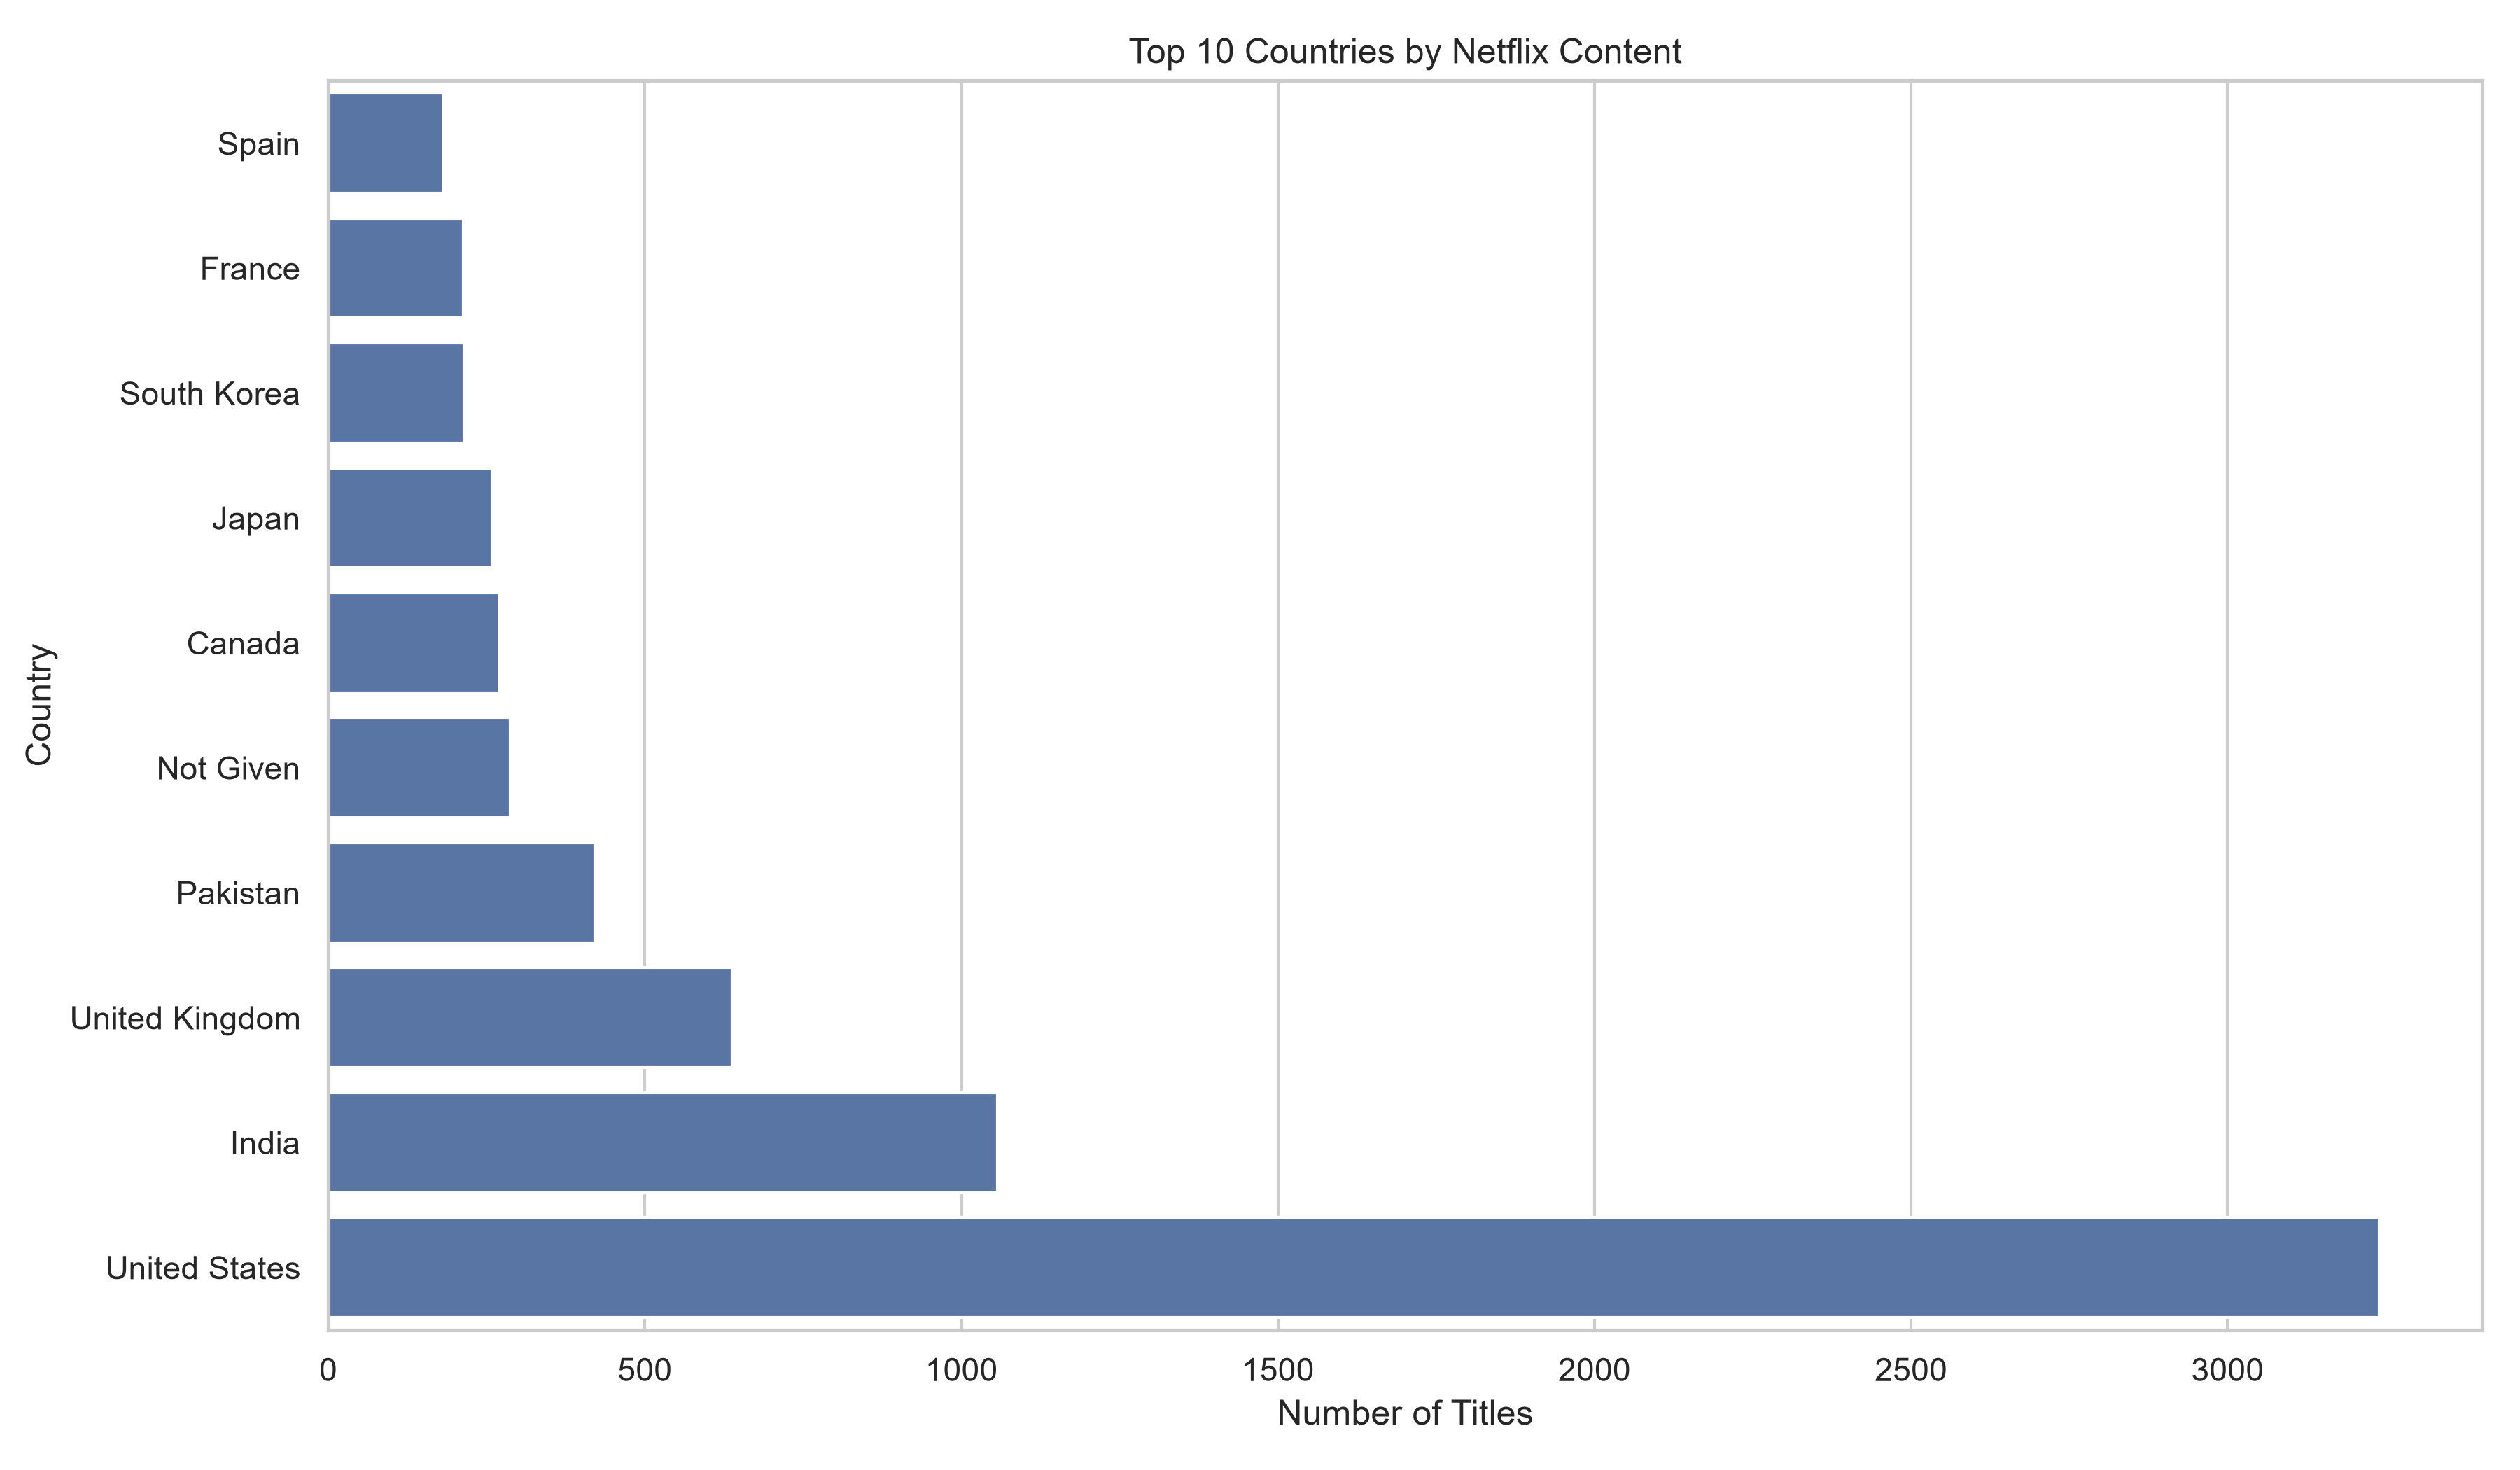 Top 10 Countries by Netflix Content
Country
Spain
France
South Korea
Japan
Canada
Not Given
Pakistan
United Kingdom
India
United States
0 500 1000 1500 2000 2500 3000
Number of Titles